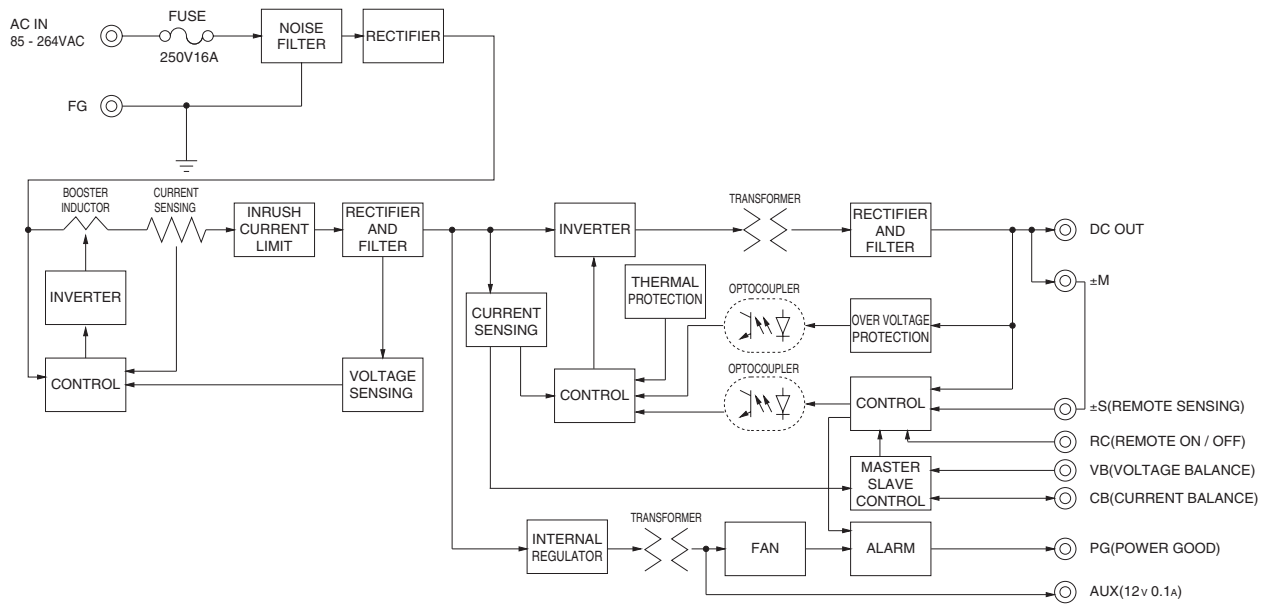 AC IN
85 - 264VAC
FUSE
250V16A
NOISE
FILTER
RECTIFIER
FG
BOOSTER
INDUCTOR
CURRENT
SENSING
INRUSH
CURRENT
LIMIT
RECTIFIER
AND
FILTER
INVERTER
TRANSFORMER
RECTIFIER
AND
FILTER
DC OUT
±M
INVERTER
CONTROL
VOLTAGE
SENSING
CURRENT
SENSING
THERMAL
PROTECTION
OPTOCOUPLER
OVER VOLTAGE
PROTECTION
CONTROL
OPTOCOUPLER
CONTROL
±S(REMOTE SENSING)
RC(REMOTE ON / OFF)
MASTER
SLAVE
CONTROL
VB(VOLTAGE BALANCE)
CB(CURRENT BALANCE)
INTERNAL
REGULATOR
TRANSFORMER
FAN
ALARM
PG(POWER GOOD)
AUX(12V 0.1A)